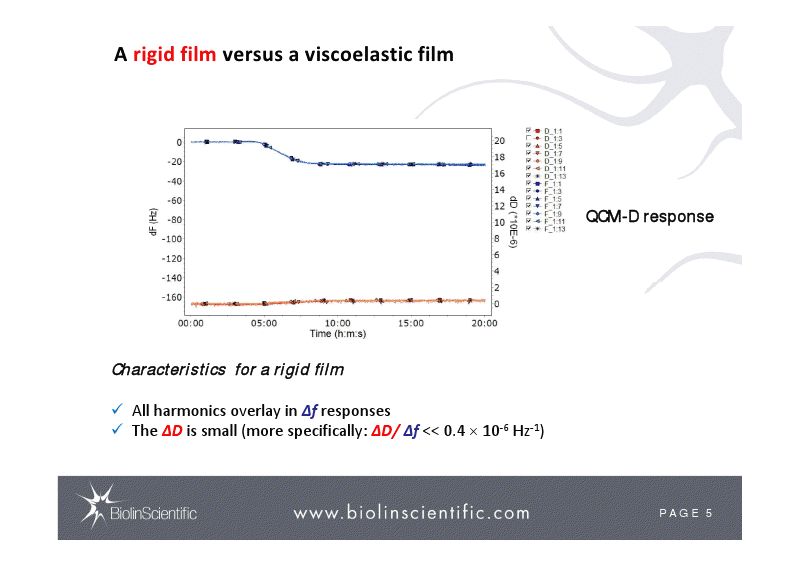 A rigid film versus a viscoelastic film
0
-20
-40
-60
-80
-100
-120
-140
-160
dF (Hz)
20
18
16
14
12
10
8
6
4
2
0
dD (*10E-6)
00:00 05:00 10:00 15:00 20:00
Time (h:m:s)
D_1:1
D_1:3
D_1:5
D_1:7
D_1:9
D_1:11
D_1:13
F_1:1
F_1:3
F_1:5
F_1:7
F_1:9
F_1:11
F_1:13
QCM-D response
Characteristics for a rigid film
✓ All harmonics overlay in Δf responses
✓ The ΔD is small (more specifically: ΔD/ Δf << 0.4 × 10⁻⁶ Hz⁻¹)
BiolinScientific
www.biolinscientific.com
PAGE 5